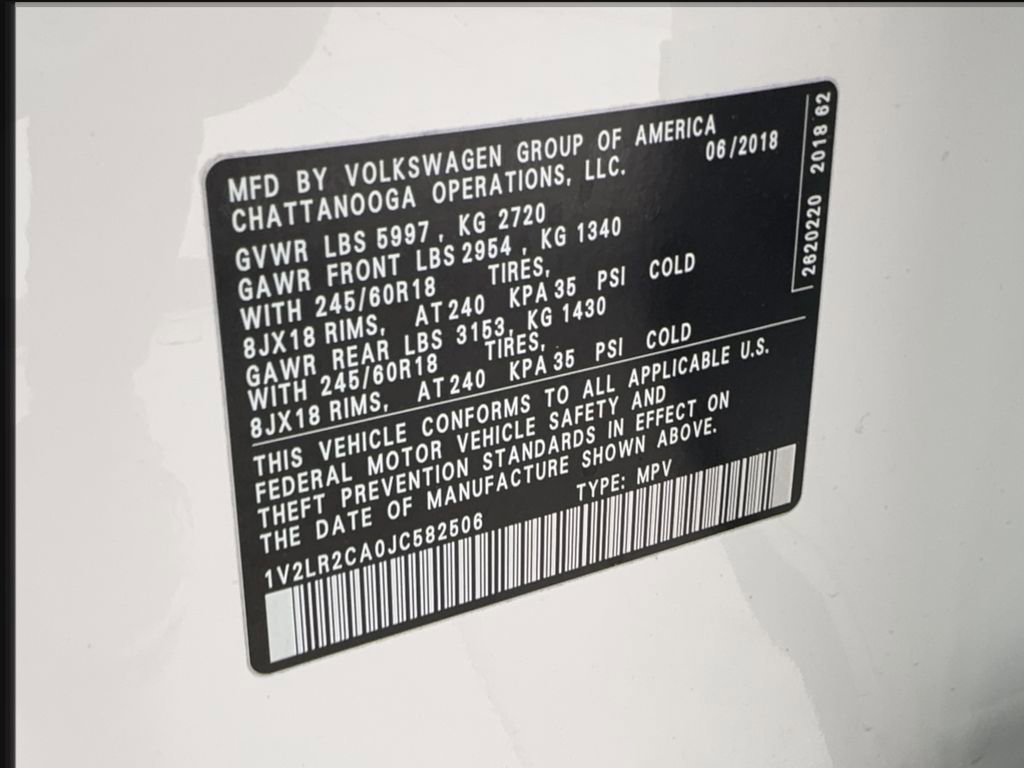 MFD BY VOLKSWAGEN GROUP OF AMERICA
CHATTANOOGA OPERATIONS, LLC. 06/2018
GVWR LBS 5997, KG 2720
GAWR FRONT LBS 2954, KG 1340
WITH 245/60R18 TIRES,
8JX18 RIMS, AT 240 KPA 35 PSI COLD
GAWR REAR LBS 3153, KG 1430
WITH 245/60R18 TIRES,
8JX18 RIMS, AT 240 KPA 35 PSI COLD
THIS VEHICLE CONFORMS TO ALL APPLICABLE U.S.
FEDERAL MOTOR VEHICLE SAFETY AND
THEFT PREVENTION STANDARDS IN EFFECT ON
THE DATE OF MANUFACTURE SHOWN ABOVE.
TYPE: MPV
1V2LR2CA0JC582506
2620220 2018 62